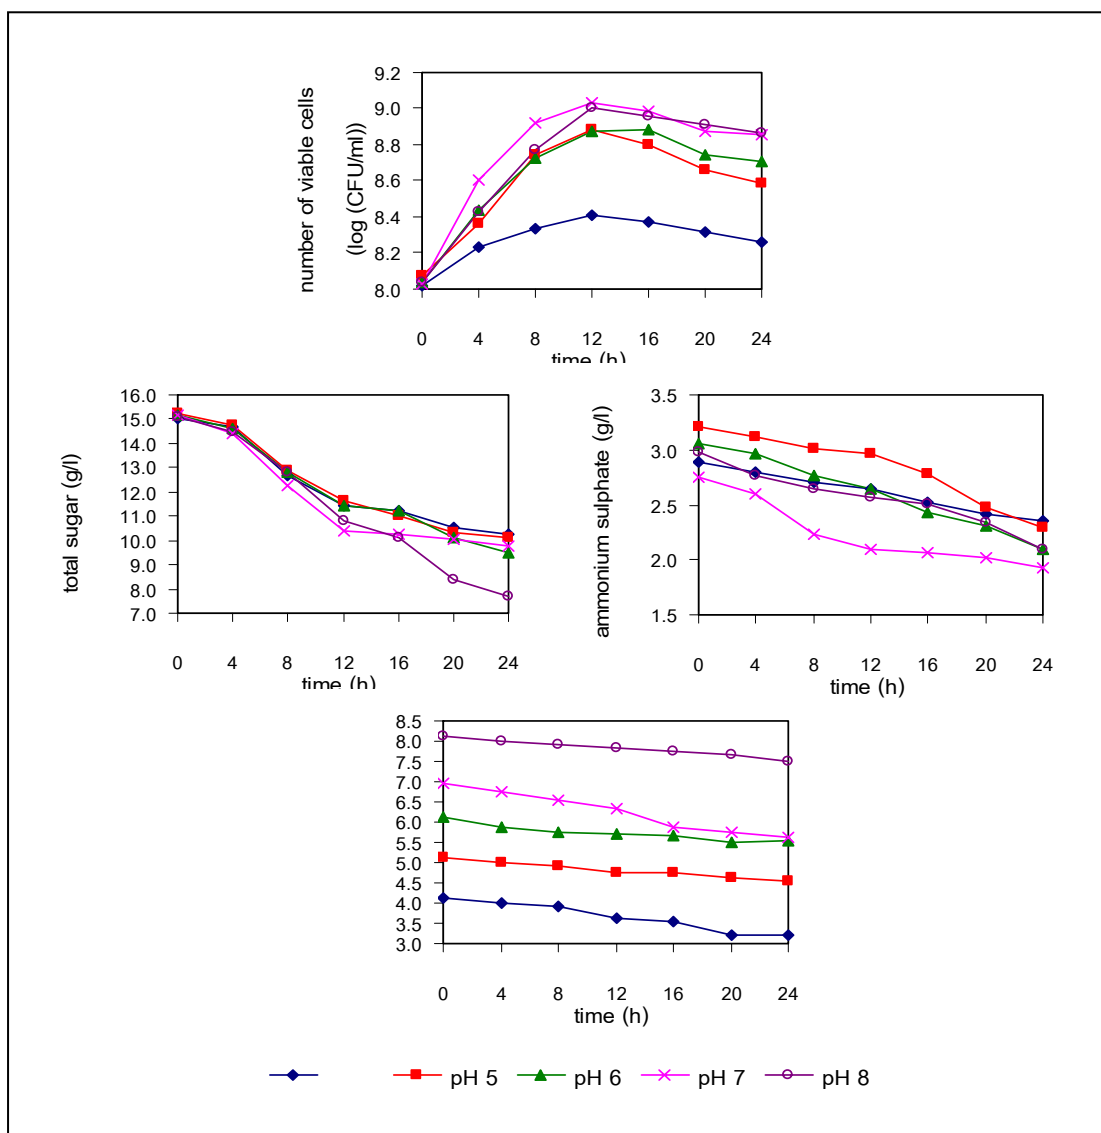 number of viable cells
(log (CFU/ml))
9.2
9.0
8.8
8.6
8.4
8.2
8.0
0 4 8 12 16 20 24
time (h)
total sugar (g/l)
16.0
15.0
14.0
13.0
12.0
11.0
10.0
9.0
8.0
7.0
0 4 8 12 16 20 24
time (h)
ammonium sulphate (g/l)
3.5
3.0
2.5
2.0
1.5
0 4 8 12 16 20 24
time (h)
8.5
8.0
7.5
7.0
6.5
6.0
5.5
5.0
4.5
4.0
3.5
3.0
0 4 8 12 16 20 24
time (h)
pH 5 pH 6 pH 7 pH 8